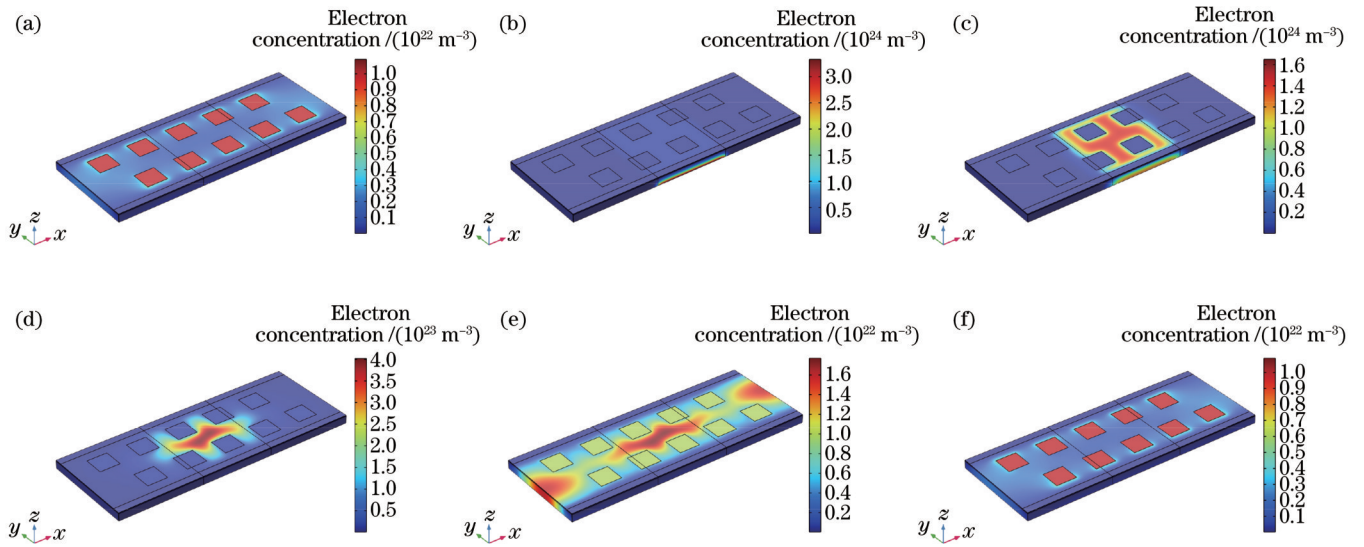 (a)
Electron
concentration /(10²² m⁻³)
1.0
0.9
0.8
0.7
0.6
0.5
0.4
0.3
0.2
0.1
y z x
(b)
Electron
concentration /(10²⁴ m⁻³)
3.0
2.5
2.0
1.5
1.0
0.5
y z x
(c)
Electron
concentration /(10²⁴ m⁻³)
1.6
1.4
1.2
1.0
0.8
0.6
0.4
0.2
y z x
(d)
Electron
concentration /(10²³ m⁻³)
4.0
3.5
3.0
2.5
2.0
1.5
1.0
0.5
y z x
(e)
Electron
concentration /(10²² m⁻³)
1.6
1.4
1.2
1.0
0.8
0.6
0.4
0.2
y z x
(f)
Electron
concentration /(10²² m⁻³)
1.0
0.9
0.8
0.7
0.6
0.5
0.4
0.3
0.2
0.1
y z x